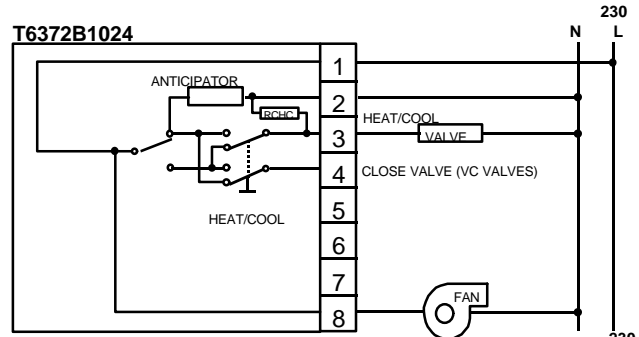 230
T6372B1024
N L
1
ANTICIPATOR
2
RCHC
HEAT/COOL
3
VALVE
4
CLOSE VALVE (VC VALVES)
5
HEAT/COOL
6
7
FAN
8
230